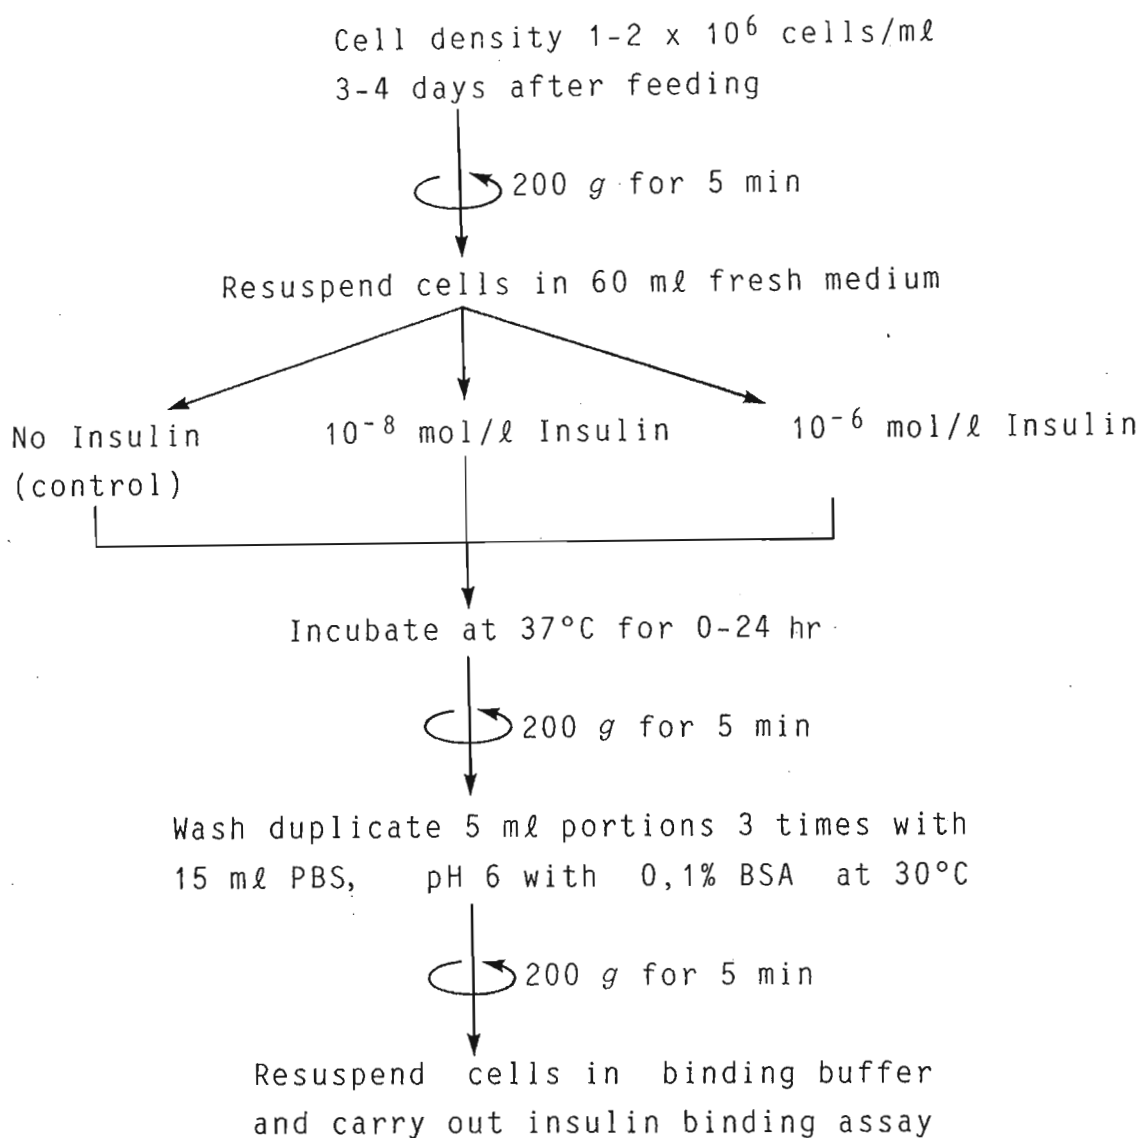 Cell density 1-2 x 10⁶ cells/mℓ
3-4 days after feeding
200 g for 5 min
Resuspend cells in 60 mℓ fresh medium
No Insulin
(control)
10⁻⁸ mol/ℓ Insulin
10⁻⁶ mol/ℓ Insulin
Incubate at 37°C for 0-24 hr
200 g for 5 min
Wash duplicate 5 mℓ portions 3 times with
15 mℓ PBS, pH 6 with 0,1% BSA at 30°C
200 g for 5 min
Resuspend cells in binding buffer
and carry out insulin binding assay